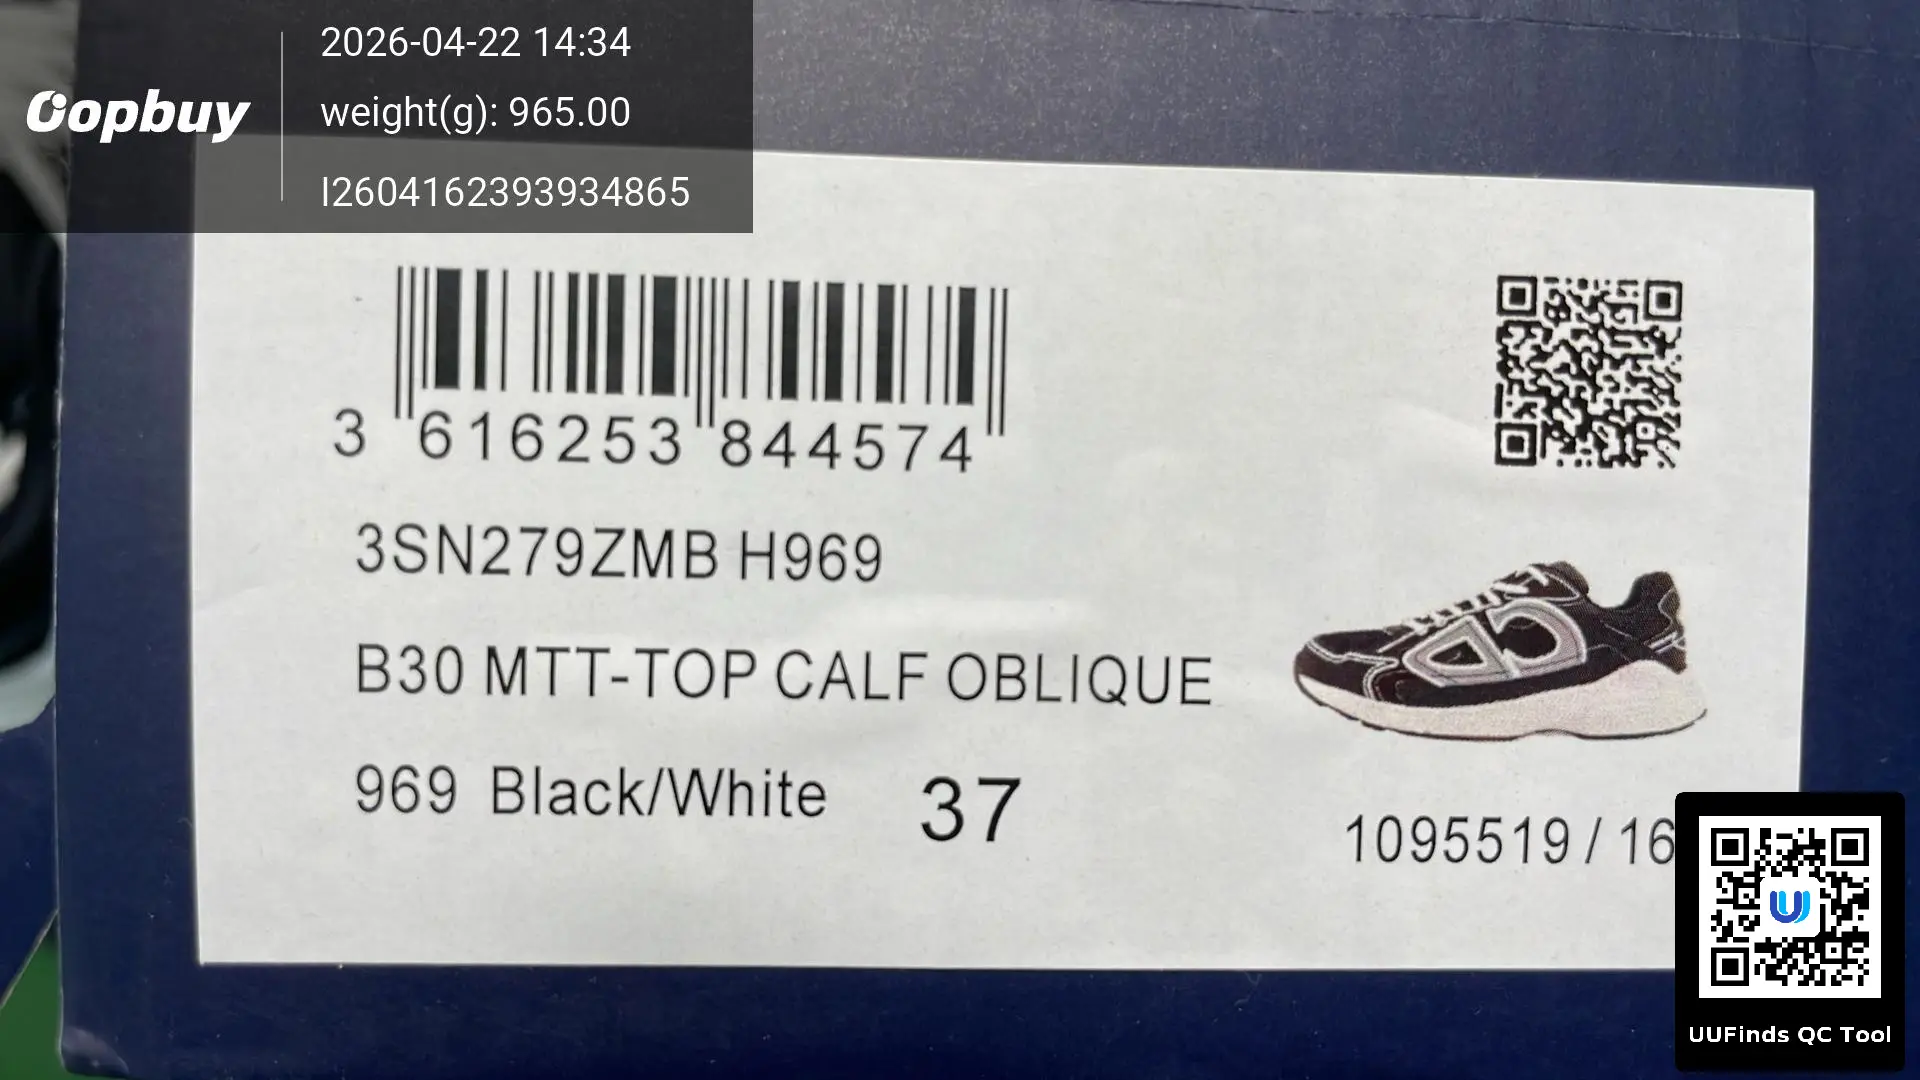 Oopbuy
2026-04-22 14:34
weight(g): 965.00
I2604162393934865
3 616253 844574
3SN279ZMB H969
B30 MTT-TOP CALF OBLIQUE
969 Black/White 37
1095519 / 16
UUFinds QC Tool